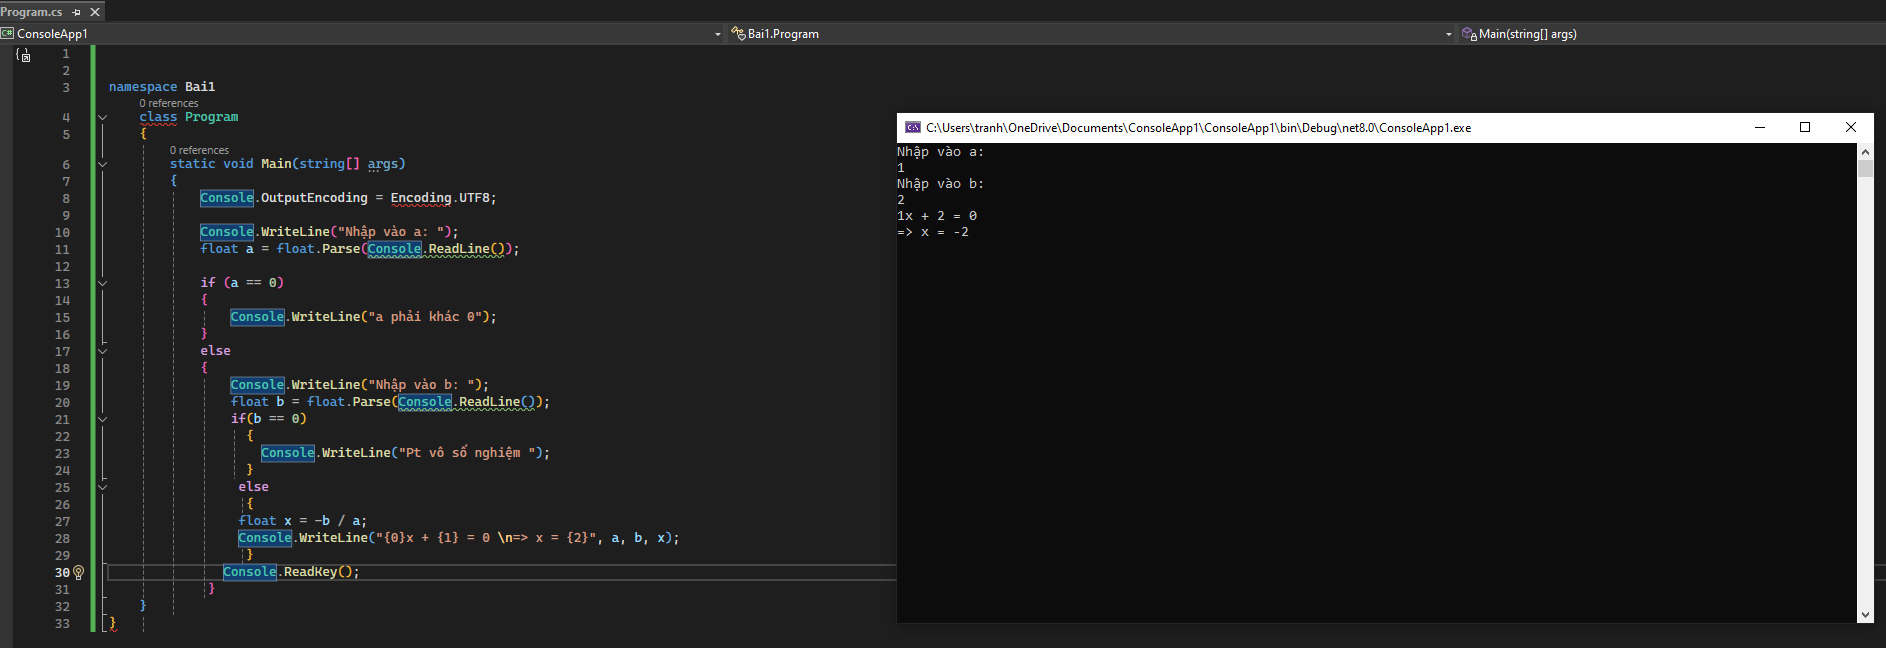 Program.cs
C# ConsoleApp1
Bai1.Program
Main(string[] args)
1
2
3 namespace Bai1
0 references
4 class Program
5 {
0 references
6 static void Main(string[] args)
7 {
8 Console.OutputEncoding = Encoding.UTF8;
9
10 Console.WriteLine("Nhập vào a: ");
11 float a = float.Parse(Console.ReadLine());
12
13 if (a == 0)
14 {
15 Console.WriteLine("a phải khác 0");
16 }
17 else
18 {
19 Console.WriteLine("Nhập vào b: ");
20 float b = float.Parse(Console.ReadLine());
21 if(b == 0)
22 {
23 Console.WriteLine("Pt vô số nghiệm ");
24 }
25 else
26 {
27 float x = -b / a;
28 Console.WriteLine("{0}x + {1} = 0 \n=> x = {2}", a, b, x);
29 }
30 Console.ReadKey();
31 }
32 }
33 }
C:\Users\tranh\OneDrive\Documents\ConsoleApp1\ConsoleApp1\bin\Debug\net8.0\ConsoleApp1.exe
Nhập vào a:
1
Nhập vào b:
2
1x + 2 = 0
=> x = -2